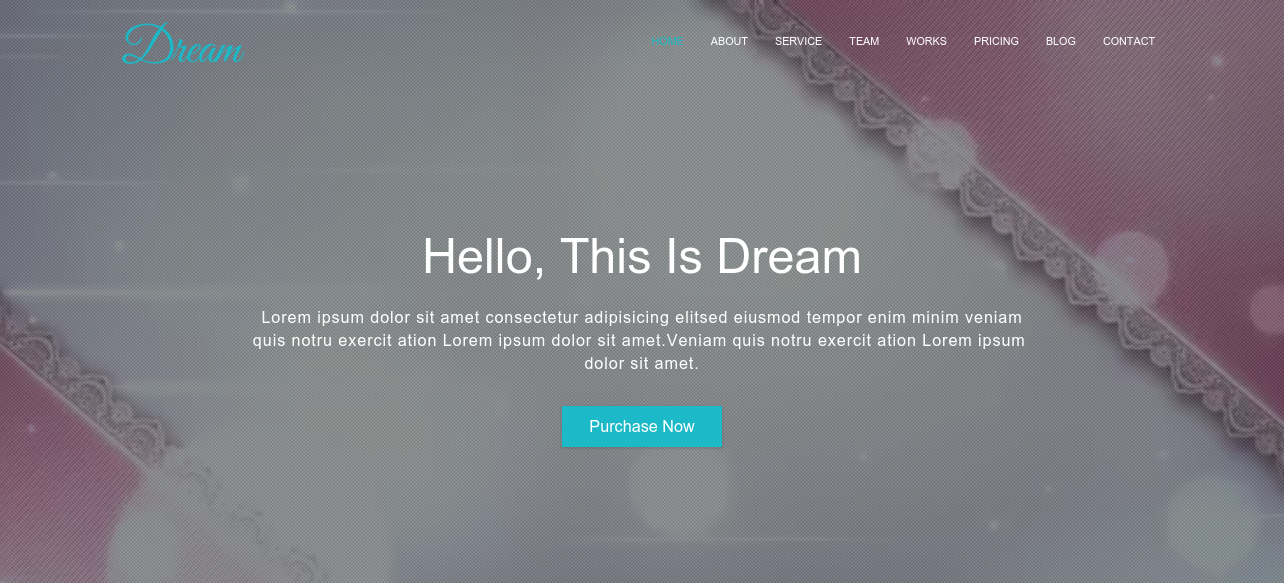 Dream
HOME ABOUT SERVICE TEAM WORKS PRICING BLOG CONTACT
Hello, This Is Dream
Lorem ipsum dolor sit amet consectetur adipisicing elitsed eiusmod tempor enim minim veniam
quis notru exercit ation Lorem ipsum dolor sit amet.Veniam quis notru exercit ation Lorem ipsum
dolor sit amet.
Purchase Now